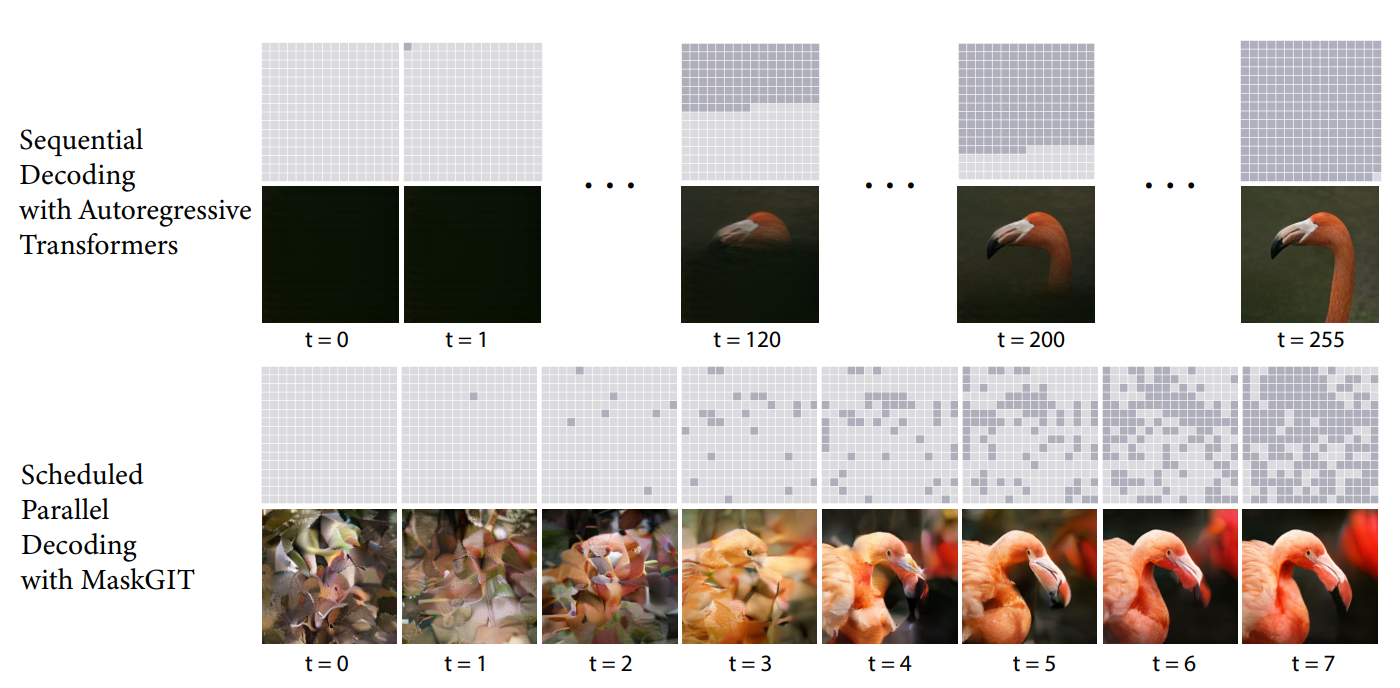 Sequential
Decoding
with Autoregressive
Transformers
. . .
. . .
. . .
t = 0
t = 1
t = 120
t = 200
t = 255
Scheduled
Parallel
Decoding
with MaskGIT
t = 0
t = 1
t = 2
t = 3
t = 4
t = 5
t = 6
t = 7